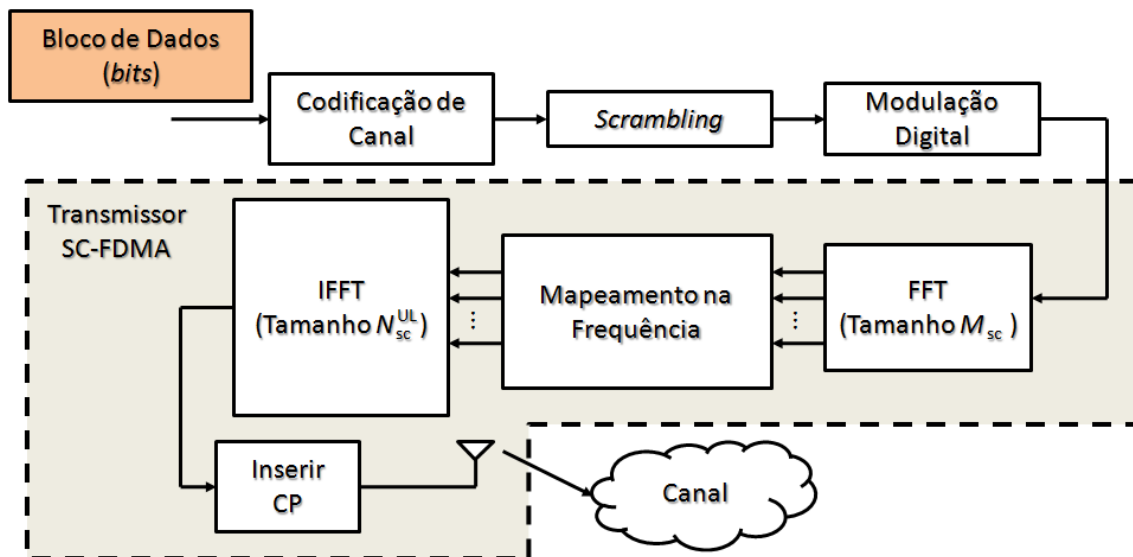 Bloco de Dados
(bits)
Codificação de
Canal
Scrambling
Modulação
Digital
Transmissor
SC-FDMA
IFFT
(Tamanho N_sc^UL)
⋮
Mapeamento na
Frequência
⋮
FFT
(Tamanho M_sc )
Inserir
CP
Canal